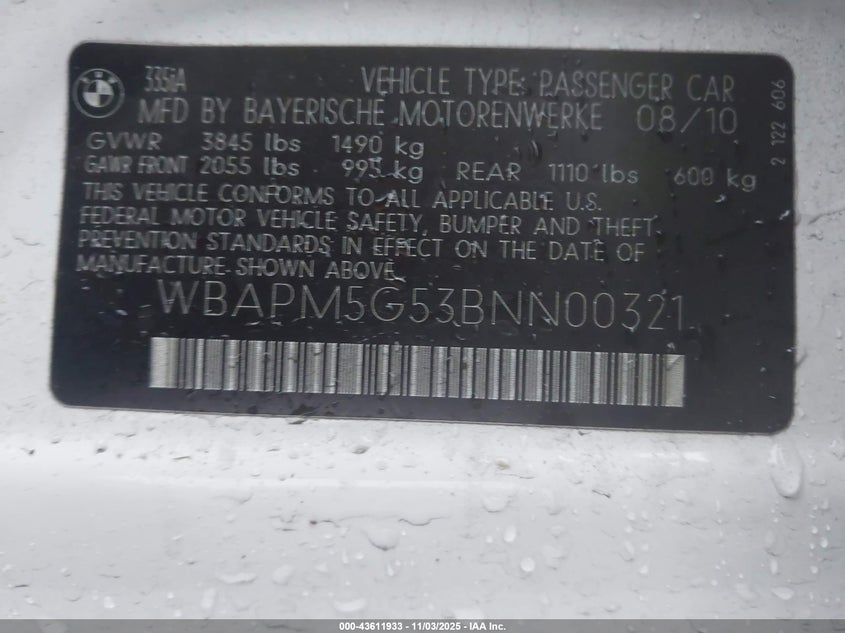 BMW
335iA VEHICLE TYPE: PASSENGER CAR
MFD BY BAYERISCHE MOTORENWERKE 08/10
GVWR 3845 lbs 1490 kg
GAWR FRONT 2055 lbs 995 kg REAR 1110 lbs 600 kg
THIS VEHICLE CONFORMS TO ALL APPLICABLE U.S.
FEDERAL MOTOR VEHICLE SAFETY, BUMPER AND THEFT
PREVENTION STANDARDS IN EFFECT ON THE DATE OF
MANUFACTURE SHOWN ABOVE.
WBAPM5G53BNN00321
2 122 606
000-43611933 - 11/03/2025 - IAA Inc.